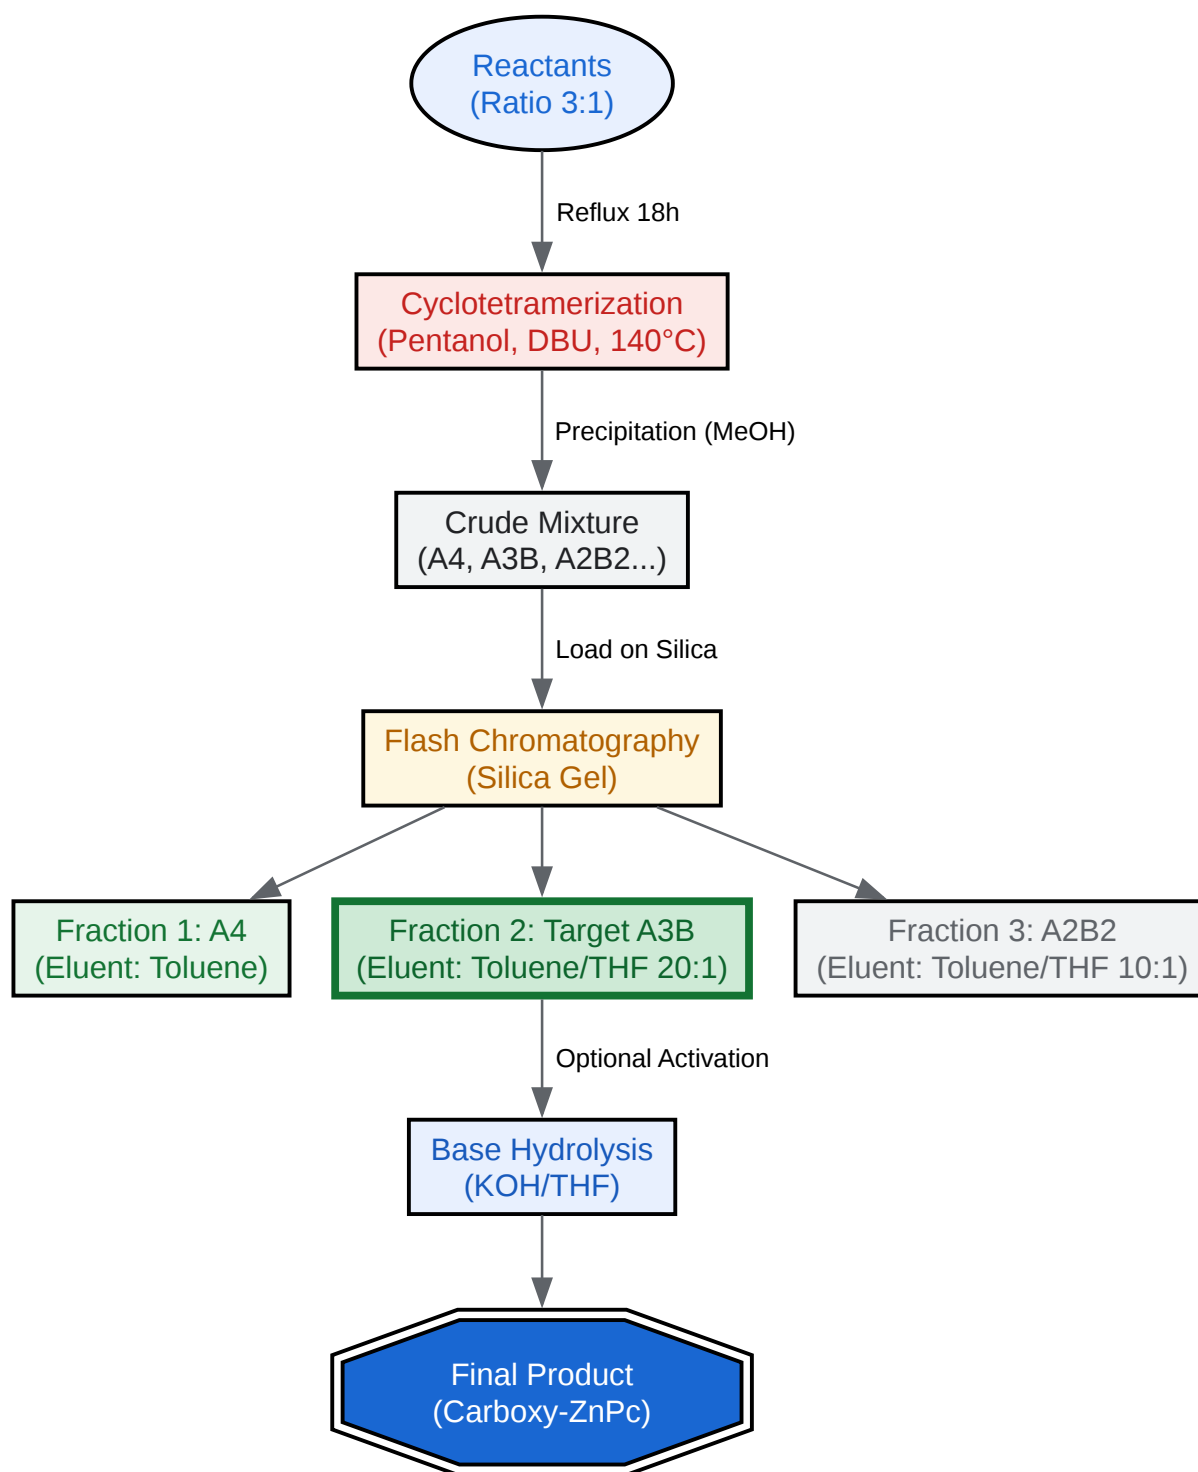 Reactants
(Ratio 3:1)
Reflux 18h
Cyclotetramerization
(Pentanol, DBU, 140°C)
Precipitation (MeOH)
Crude Mixture
(A4, A3B, A2B2...)
Load on Silica
Flash Chromatography
(Silica Gel)
Fraction 1: A4
(Eluent: Toluene)
Fraction 2: Target A3B
(Eluent: Toluene/THF 20:1)
Fraction 3: A2B2
(Eluent: Toluene/THF 10:1)
Optional Activation
Base Hydrolysis
(KOH/THF)
Final Product
(Carboxy-ZnPc)